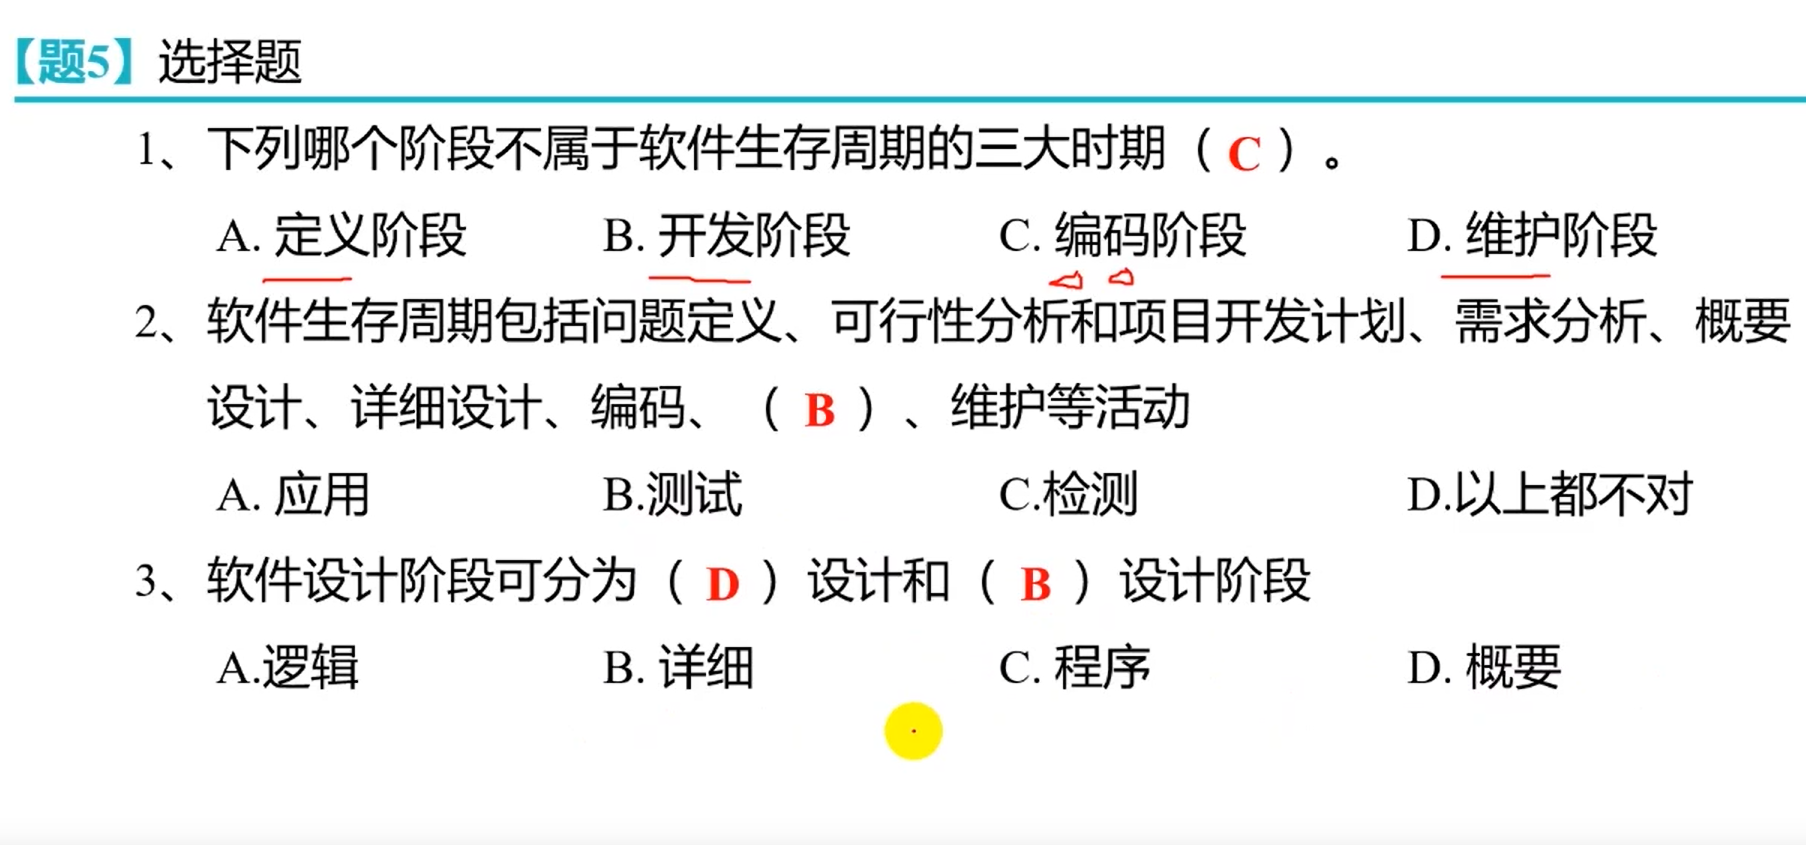 【题5】选择题
1、下列哪个阶段不属于软件生存周期的三大时期（ C ）。
A. 定义阶段 B. 开发阶段 C. 编码阶段 D. 维护阶段
2、软件生存周期包括问题定义、可行性分析和项目开发计划、需求分析、概要
设计、详细设计、编码、（ B ）、维护等活动
A. 应用 B.测试 C.检测 D.以上都不对
3、软件设计阶段可分为（ D ）设计和（ B ）设计阶段
A.逻辑 B. 详细 C. 程序 D. 概要